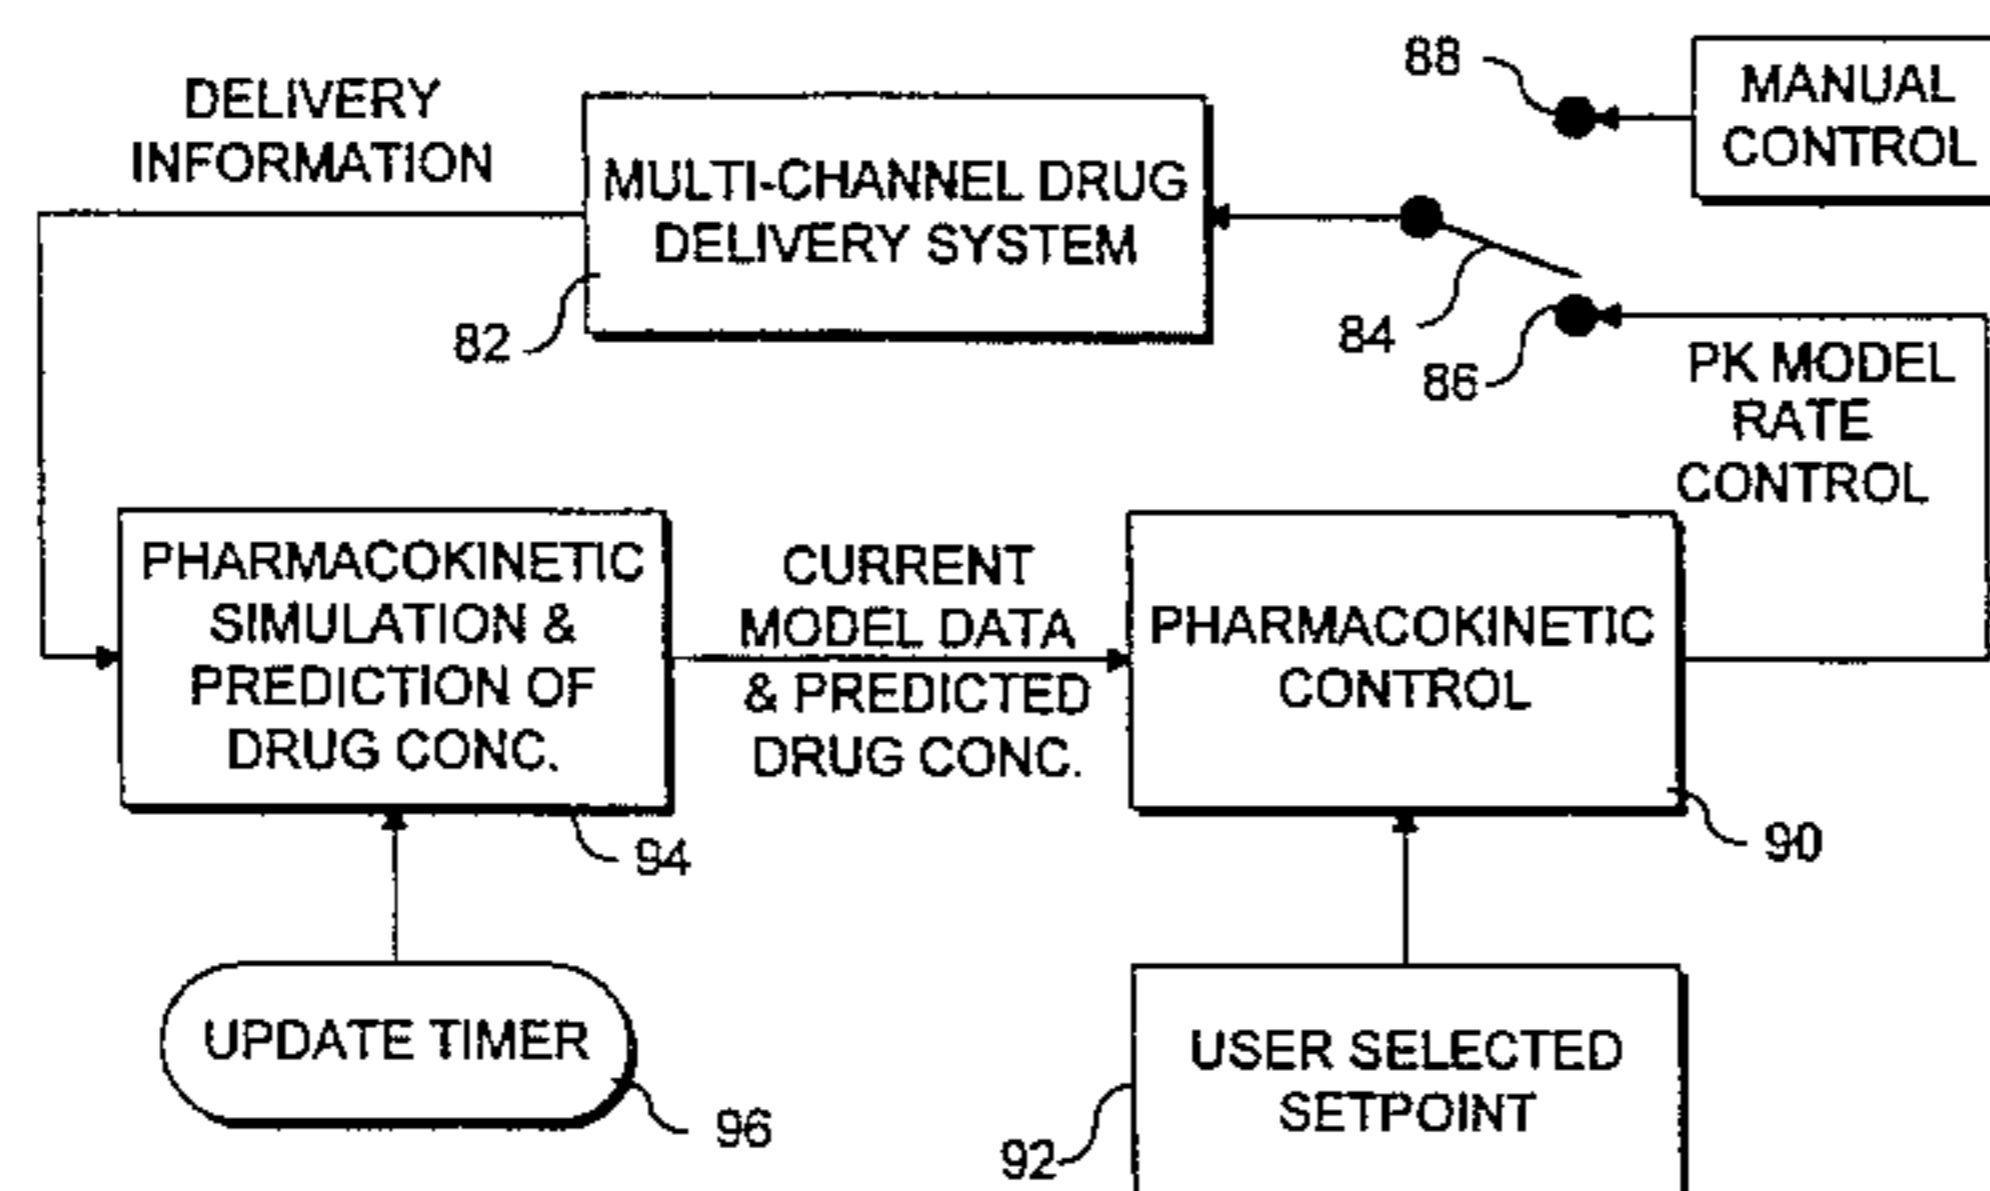 DELIVERY
INFORMATION
MULTI-CHANNEL DRUG
DELIVERY SYSTEM
82
88
MANUAL
CONTROL
84
86
PK MODEL
RATE
CONTROL
PHARMACOKINETIC
SIMULATION &
PREDICTION OF
DRUG CONC.
94
CURRENT
MODEL DATA
& PREDICTED
DRUG CONC.
PHARMACOKINETIC
CONTROL
90
UPDATE TIMER
96
USER SELECTED
SETPOINT
92